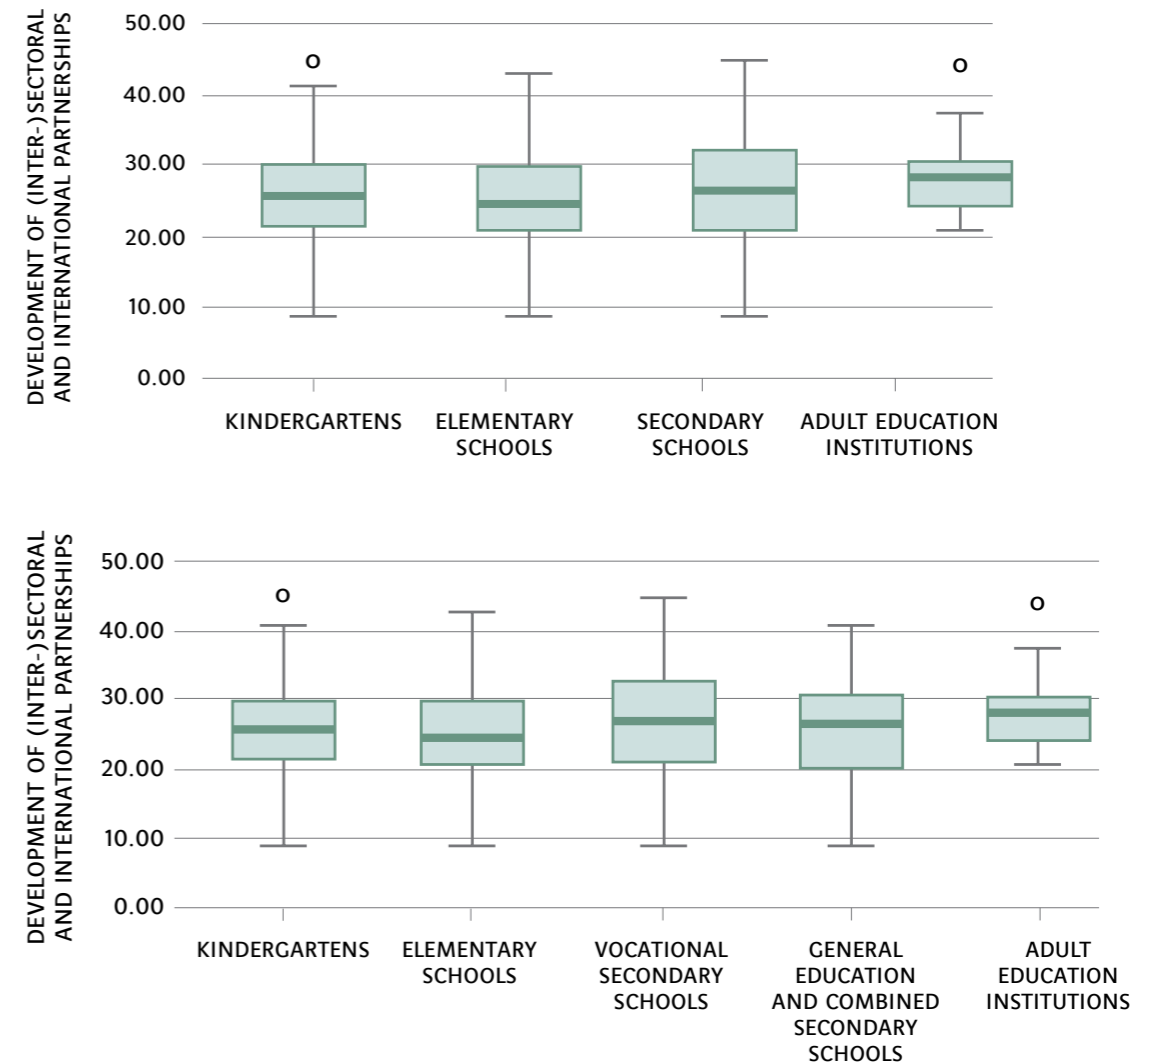 DEVELOPMENT OF (INTER-)SECTORAL
AND INTERNATIONAL PARTNERSHIPS
50.00
40.00
30.00
20.00
10.00
0.00
KINDERGARTENS
ELEMENTARY
SCHOOLS
SECONDARY
SCHOOLS
ADULT EDUCATION
INSTITUTIONS
DEVELOPMENT OF (INTER-)SECTORAL
AND INTERNATIONAL PARTNERSHIPS
50.00
40.00
30.00
20.00
10.00
0.00
KINDERGARTENS
ELEMENTARY
SCHOOLS
VOCATIONAL
SECONDARY
SCHOOLS
GENERAL
EDUCATION
AND COMBINED
SECONDARY
SCHOOLS
ADULT
EDUCATION
INSTITUTIONS